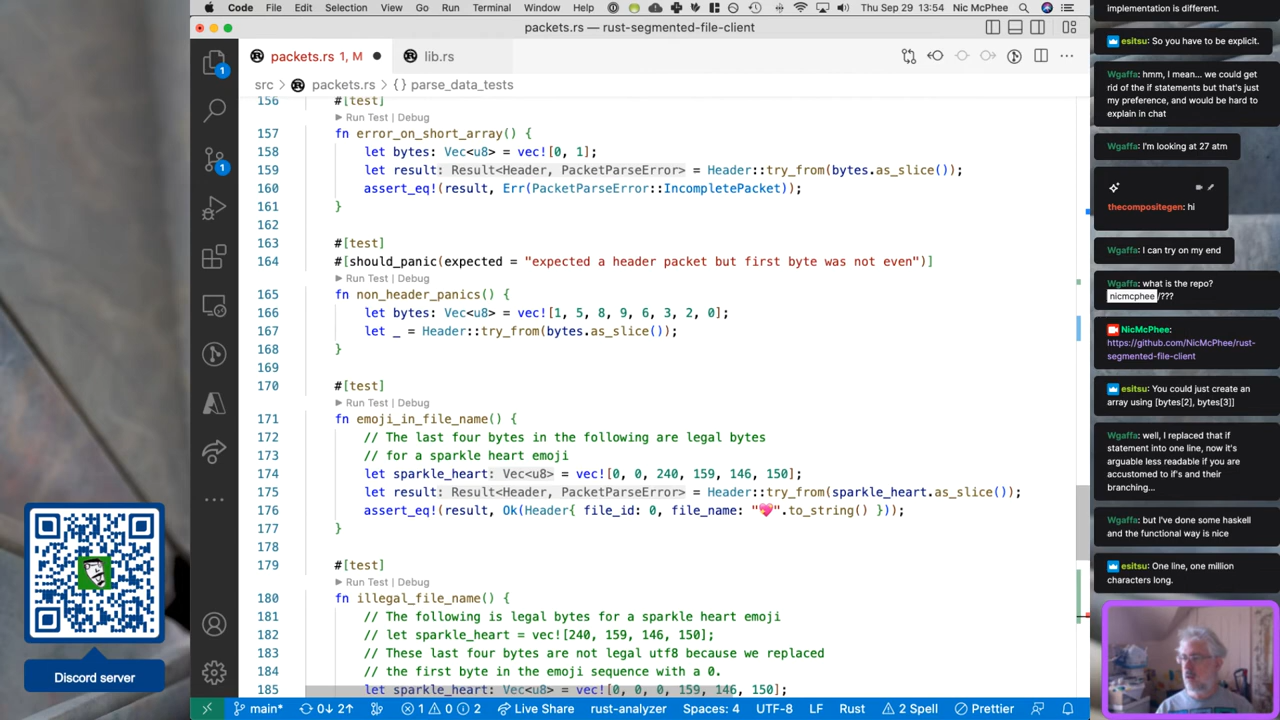 Code File Edit Selection View Go Run Terminal Window Help Thu Sep 29 13:54 Nic McPhee
packets.rs — rust-segmented-file-client
packets.rs 1, M
lib.rs
src > packets.rs > {} parse_data_tests
156 #[test]
Run Test | Debug
157 fn error_on_short_array() {
158 let bytes: Vec<u8> = vec![0, 1];
159 let result: Result<Header, PacketParseError> = Header::try_from(bytes.as_slice());
160 assert_eq!(result, Err(PacketParseError::IncompletePacket));
161 }
162
163 #[test]
164 #[should_panic(expected = "expected a header packet but first byte was not even")]
Run Test | Debug
165 fn non_header_panics() {
166 let bytes: Vec<u8> = vec![1, 5, 8, 9, 6, 3, 2, 0];
167 let _ = Header::try_from(bytes.as_slice());
168 }
169
170 #[test]
Run Test | Debug
171 fn emoji_in_file_name() {
172 // The last four bytes in the following are legal bytes
173 // for a sparkle heart emoji
174 let sparkle_heart: Vec<u8> = vec![0, 0, 240, 159, 146, 150];
175 let result: Result<Header, PacketParseError> = Header::try_from(sparkle_heart.as_slice());
176 assert_eq!(result, Ok(Header{ file_id: 0, file_name: "💖".to_string() }));
177 }
178
179 #[test]
Run Test | Debug
180 fn illegal_file_name() {
181 // The following is legal bytes for a sparkle heart emoji
182 // let sparkle_heart = vec![240, 159, 146, 150];
183 // These last four bytes are not legal utf8 because we replaced
184 // the first byte in the emoji sequence with a 0.
185 let sparkle_heart: Vec<u8> = vec![0, 0, 0, 159, 146, 150];
1
1
main* 0↓ 2↑ 1 0 2 Live Share rust-analyzer Spaces: 4 UTF-8 LF Rust 2 Spell Prettier
Discord server
implementation is different.
esitsu: So you have to be explicit.
Wgaffa: hmm, I mean... we could get
rid of the if statements but that's just
my preference, and would be hard to
explain in chat
Wgaffa: I'm looking at 27 atm
thecompositegen: hi
Wgaffa: I can try on my end
Wgaffa: what is the repo?
nicmcphee/???
NicMcPhee:
https://github.com/NicMcPhee/rust-
segmented-file-client
esitsu: You could just create an
array using [bytes[2], bytes[3]]
Wgaffa: well, I replaced that if
statement into one line, now it's
arguable less readable if you are
accustomed to if's and their
branching...
Wgaffa: but I've done some haskell
and the functional way is nice
esitsu: One line, one million
characters long.